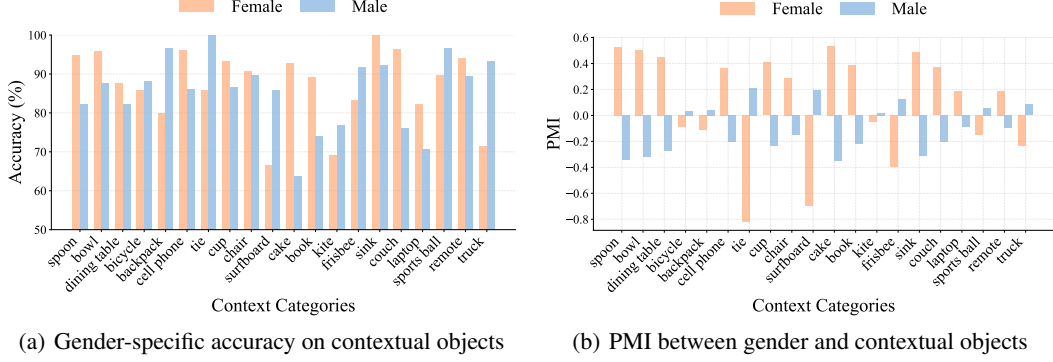 Female Male
Accuracy (%)
100
90
80
70
60
50
spoon
bowl
dining table
bicycle
backpack
cell phone
tie
cup
chair
surfboard
cake
book
kite
frisbee
sink
couch
laptop
sports ball
remote
truck
Context Categories
(a) Gender-specific accuracy on contextual objects
Female Male
PMI
0.6
0.4
0.2
0.0
−0.2
−0.4
−0.6
−0.8
spoon
bowl
dining table
bicycle
backpack
cell phone
tie
cup
chair
surfboard
cake
book
kite
frisbee
sink
couch
laptop
sports ball
remote
truck
Context Categories
(b) PMI between gender and contextual objects